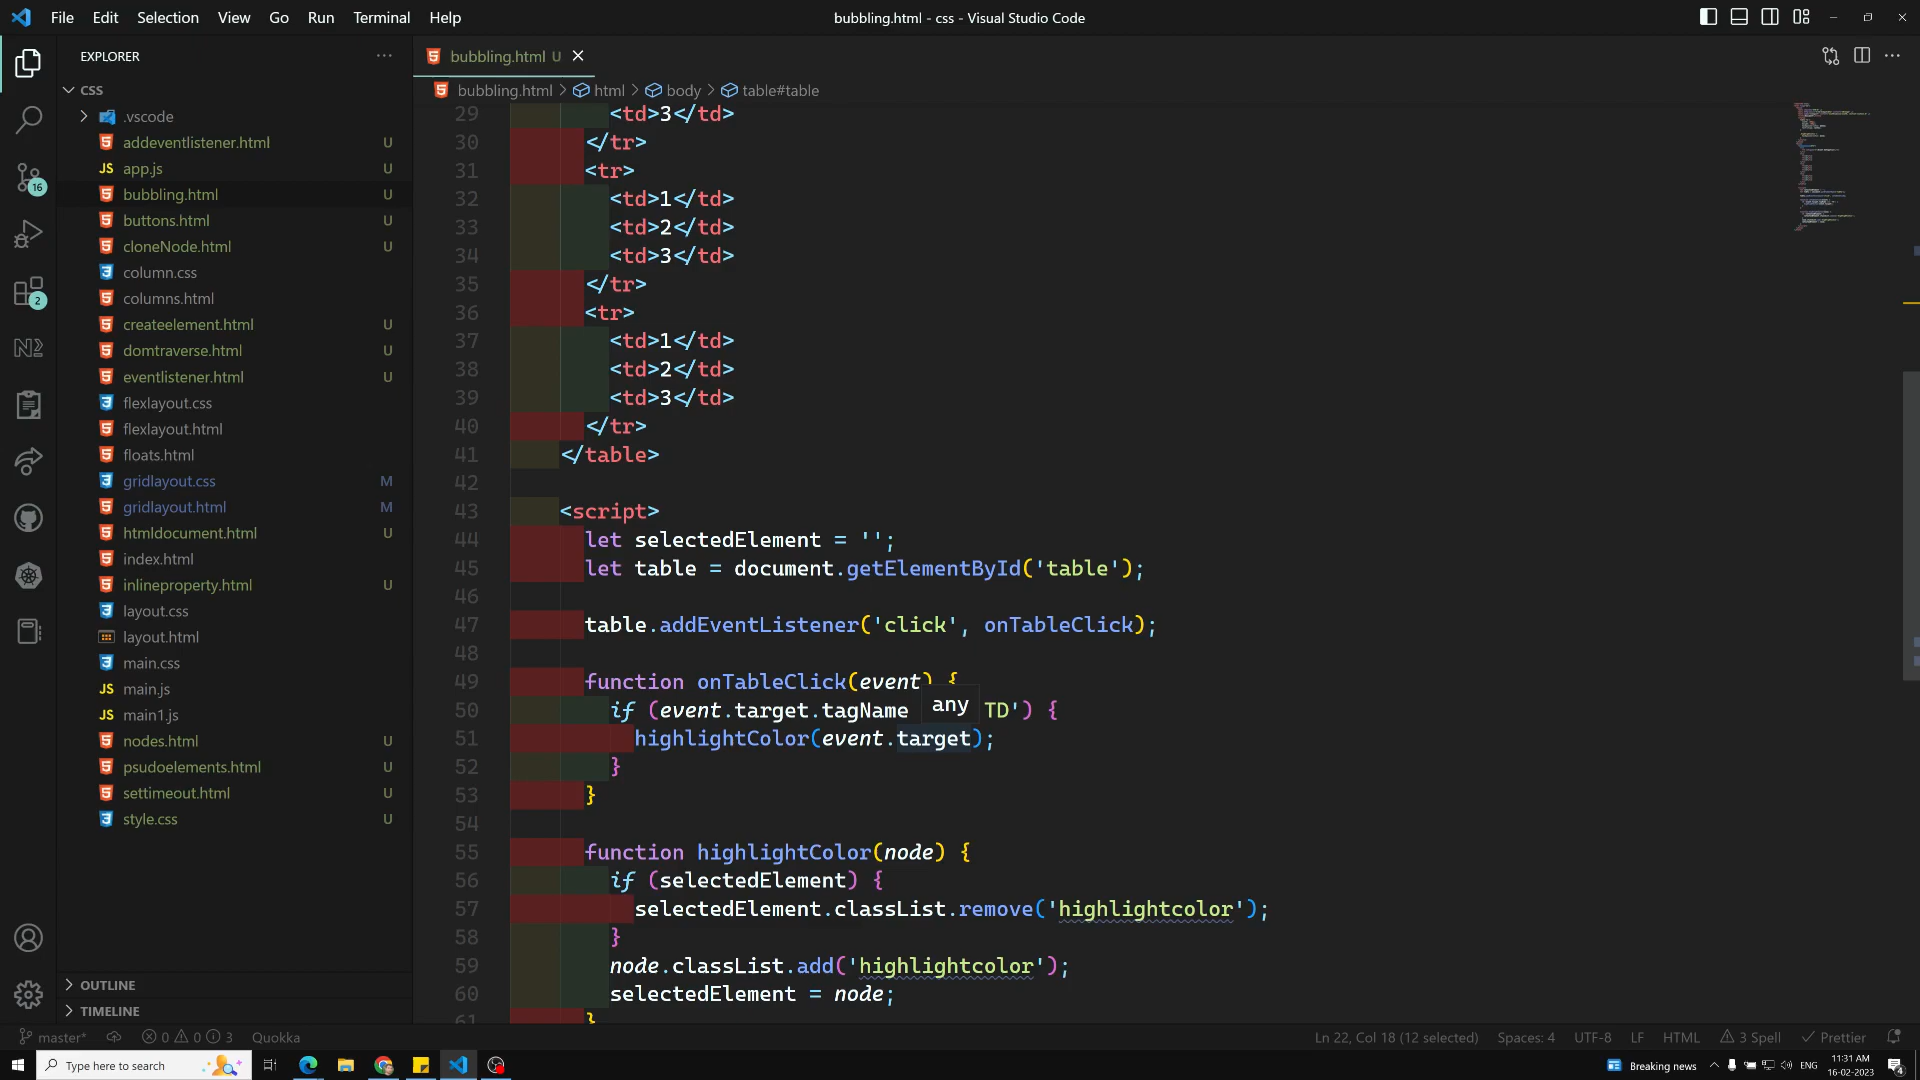 File Edit Selection View Go Run Terminal Help
bubbling.html - css - Visual Studio Code
EXPLORER
CSS
.vscode
addeventlistener.html U
app.js U
bubbling.html U
buttons.html U
cloneNode.html U
column.css
columns.html
createelement.html U
domtraverse.html U
eventlistener.html U
flexlayout.css
flexlayout.html
floats.html
gridlayout.css M
gridlayout.html M
htmldocument.html U
index.html
inlineproperty.html U
layout.css
layout.html
main.css
main.js
main1.js
nodes.html U
psudoelements.html U
settimeout.html U
style.css U
OUTLINE
TIMELINE
16
2
bubbling.html U
bubbling.html > html > body > table#table
29 <td>3</td>
30 </tr>
31 <tr>
32 <td>1</td>
33 <td>2</td>
34 <td>3</td>
35 </tr>
36 <tr>
37 <td>1</td>
38 <td>2</td>
39 <td>3</td>
40 </tr>
41 </table>
42
43 <script>
44 let selectedElement = '';
45 let table = document.getElementById('table');
46
47 table.addEventListener('click', onTableClick);
48
49 function onTableClick(event) {
50 if (event.target.tagName any TD') {
51 highlightColor(event.target);
52 }
53 }
54
55 function highlightColor(node) {
56 if (selectedElement) {
57 selectedElement.classList.remove('highlightcolor');
58 }
59 node.classList.add('highlightcolor');
60 selectedElement = node;
61 }
master* 0 0 3 Quokka
Ln 22, Col 18 (12 selected) Spaces: 4 UTF-8 LF HTML 3 Spell Prettier
Type here to search
Breaking news ENG 11:31 AM
16-02-2023
4